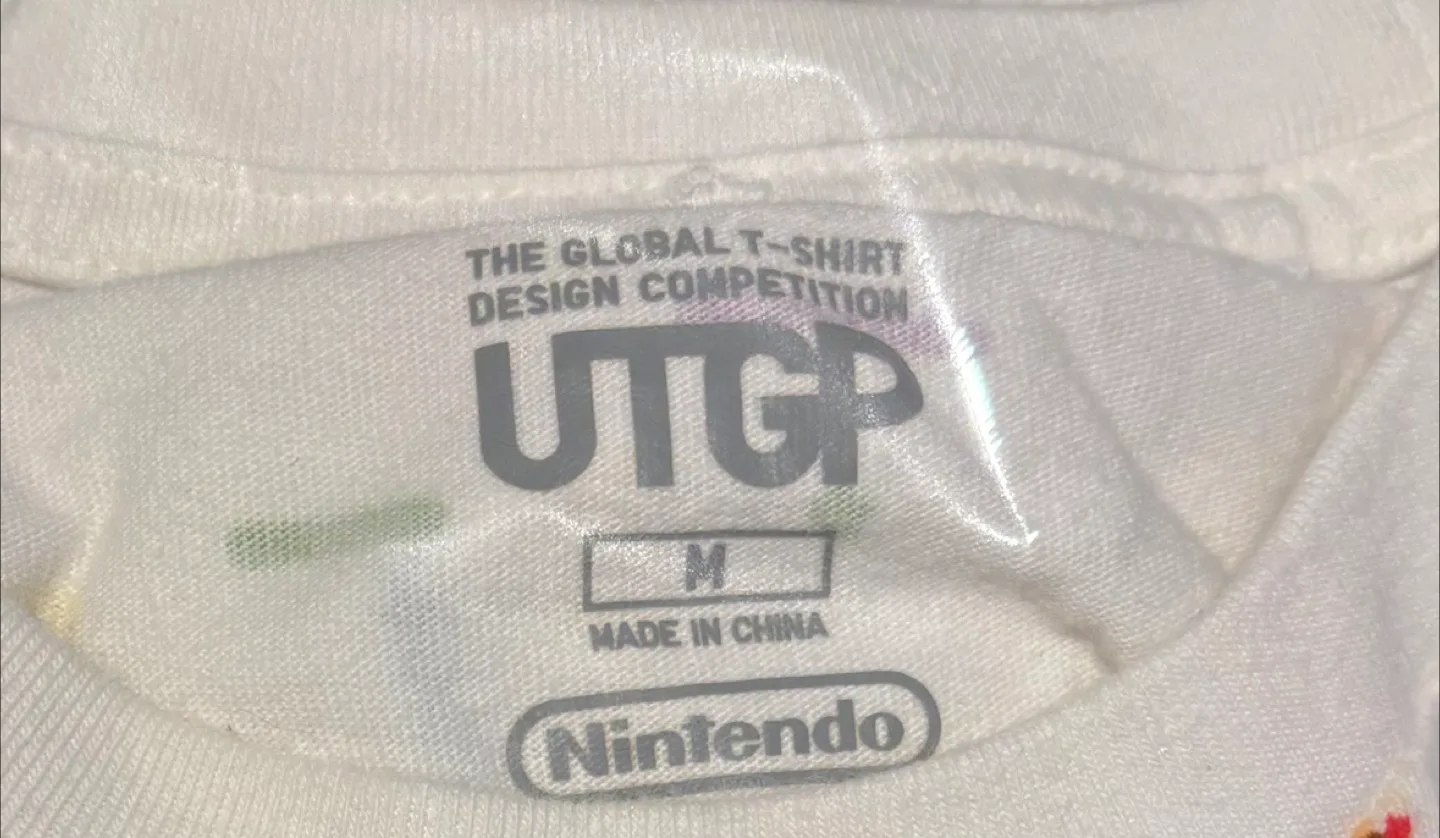 THE GLOBAL T-SHIRT
DESIGN COMPETITION
UTGP
M
MADE IN CHINA
Nintendo